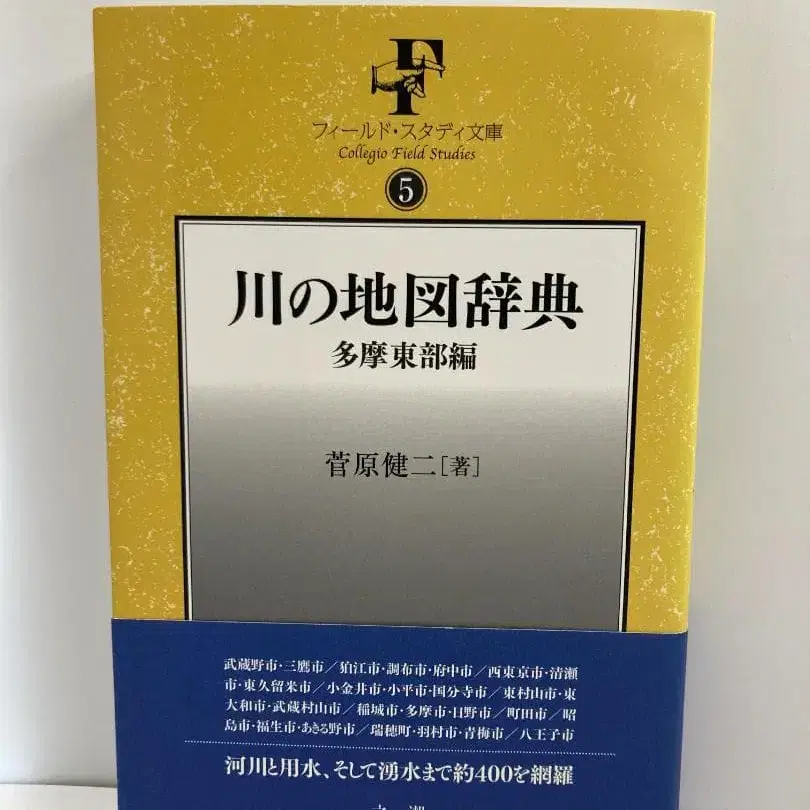 F
フィールド・スタディ文庫
Collegio Field Studies
5
川の地図辞典
多摩東部編
菅原健二[著]
武蔵野市・三鷹市／狛江市・調布市・府中市／西東京市・清瀬
市・東久留米市／小金井市・小平市・国分寺市／東村山市・東
大和市・武蔵村山市／稲城市・多摩市・日野市／町田市／昭
島市・福生市・あきる野市／瑞穂町・羽村市・青梅市／八王子市
河川と用水、そして湧水まで約400を網羅